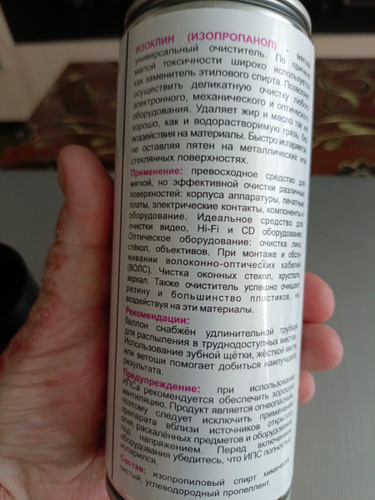 ИЗОКЛИН (ИЗОПРОПАНОЛ) - мягкий
универсальный очиститель. По причине
малой токсичности широко используется
как заменитель этилового спирта. Позволяет
осуществить деликатную очистку любого
электронного, механического и оптического
оборудования. Удаляет жир и масло так же
хорошо, как и водорастворимую грязь, без
воздействия на материалы. Быстро испаряется,
не оставляя пятен на металлических или
стеклянных поверхностях.
Применение: превосходное средство для
мягкой, но эффективной очистки различных
поверхностей: корпуса аппаратуры, печатные
платы, электрические контакты, компоненты и
оборудование. Идеальное средство для
очистки видео, Hi-Fi и CD оборудования.
Оптическое оборудование: очистка линз,
стёкол, объективов. При монтаже и обслу-
живании волоконно-оптических кабелей
(ВОЛС). Чистка оконных стекол, хрусталя,
зеркал. Также очиститель успешно очищает
резину и большинство пластиков, не
воздействуя на эти материалы.
Рекомендации:
баллон снабжён удлинительной трубкой
для распыления в труднодоступных местах.
Использование зубной щётки, жёсткой кисти
или ветоши помогает добиться наилучшего
результата.
Предупреждение: при использовании
ИПСа рекомендуется обеспечить хорошую
вентиляцию. Продукт является огнеопасным,
поэтому следует исключить применение
препарата вблизи источников открытого
огня, раскалённых предметов и оборудования
под напряжением. Перед включением
оборудования убедитесь, что ИПС полностью
испарился.
Состав: изопропиловый спирт химически
чистый, углеводородный пропеллент.